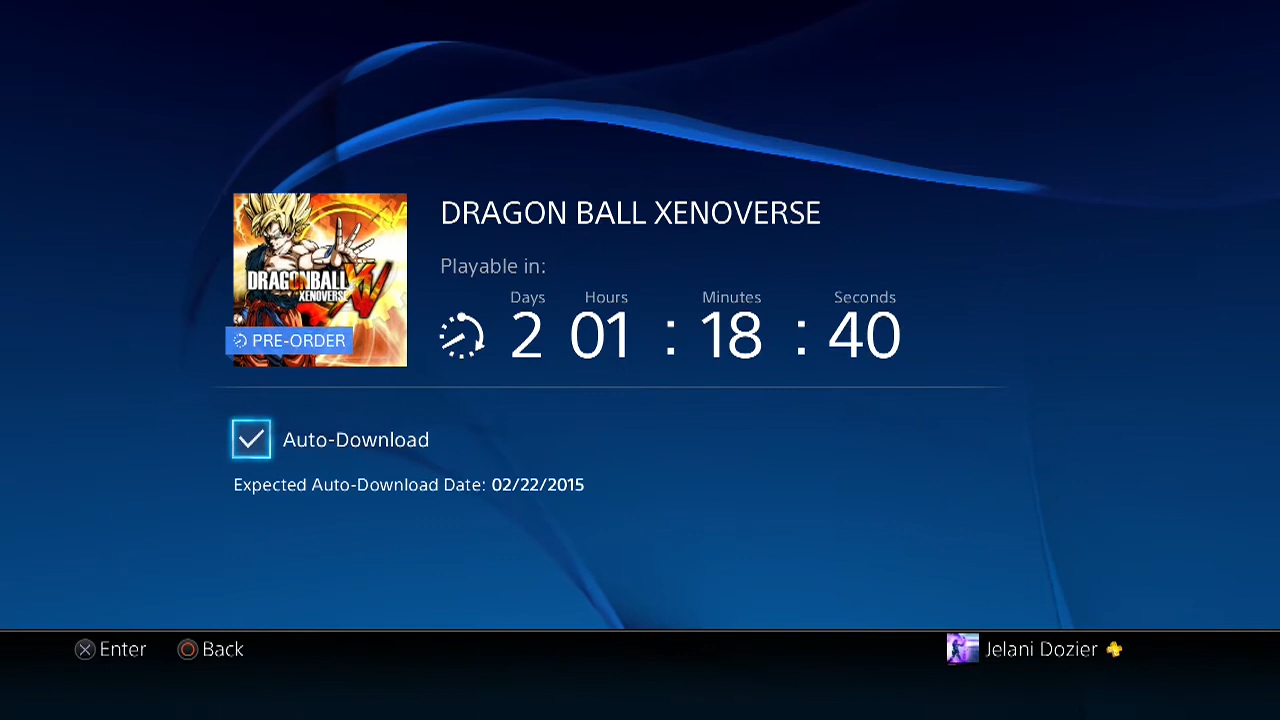 DRAGON BALL XENOVERSE
Playable in:
Days Hours Minutes Seconds
2 01 : 18 : 40
DRAGONBALL XV
XENOVERSE
PRE-ORDER
Auto-Download
Expected Auto-Download Date: 02/22/2015
Enter Back Jelani Dozier